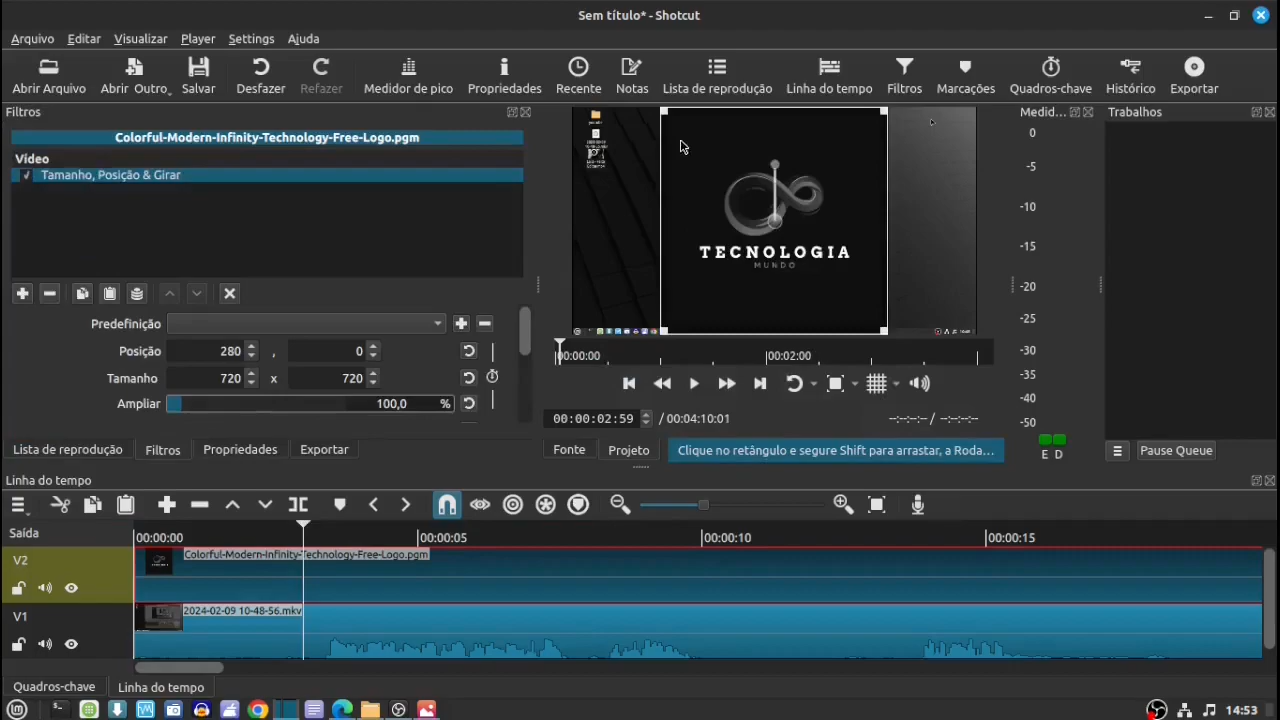 Sem título* - Shotcut
Arquivo Editar Visualizar Player Settings Ajuda
Abrir Arquivo Abrir Outro... Salvar Desfazer Refazer Medidor de pico Propriedades Recente Notas Lista de reprodução Linha do tempo Filtros Marcações Quadros-chave Histórico Exportar
Filtros
Colorful-Modern-Infinity-Technology-Free-Logo.pgm
Vídeo
Tamanho, Posição & Girar
Predefinição
Posição 280 , 0
Tamanho 720 x 720
Ampliar 100,0 %
Lista de reprodução Filtros Propriedades Exportar
TECNOLOGIA
MUNDO
00:00:00 00:02:00
00:00:02:59 / 00:04:10:01 --:--:--:-- / --:--:--:--
Fonte Projeto Clique no retângulo e segure Shift para arrastar, a Roda...
Medid...
0
-5
-10
-15
-20
-25
-30
-35
-40
-50
E D
Trabalhos
Pause Queue
Linha do tempo
Saída
00:00:00 00:00:05 00:00:10 00:00:15
V2
Colorful-Modern-Infinity-Technology-Free-Logo.pgm
V1
2024-02-09 10-48-56.mkv
Quadros-chave Linha do tempo
14:53